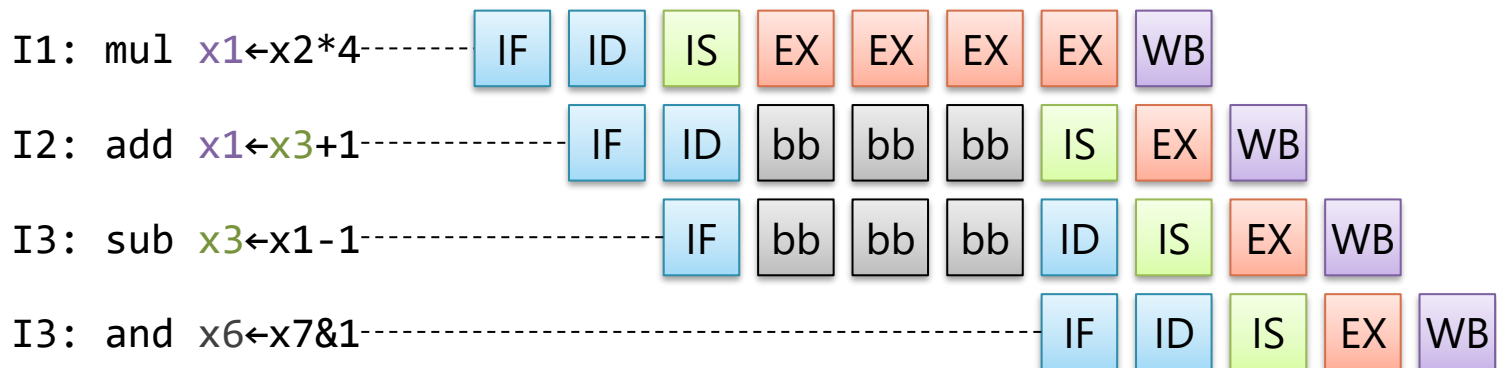 I1: mul x1←x2*4 IF ID IS EX EX EX EX WB
I2: add x1←x3+1 IF ID bb bb bb IS EX WB
I3: sub x3←x1-1 IF bb bb bb ID IS EX WB
I3: and x6←x7&1 IF ID IS EX WB